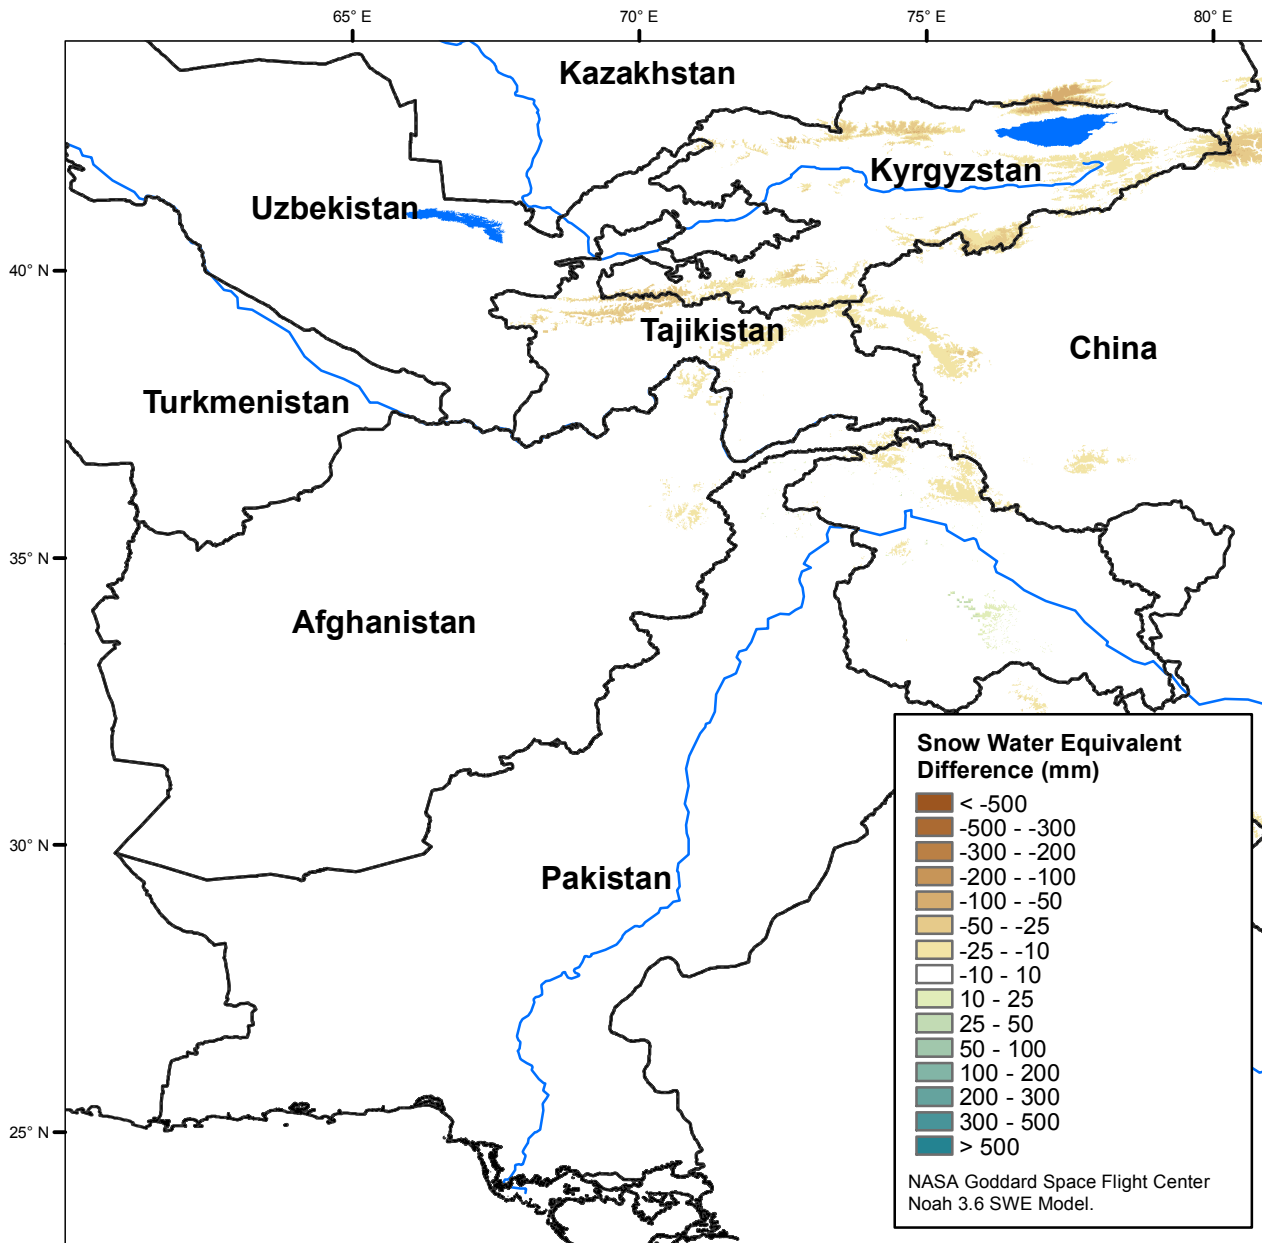 65° E
70° E
75° E
80° E
Kazakhstan
Kyrgyzstan
Uzbekistan
40° N
Tajikistan
China
Turkmenistan
35° N
Afghanistan
30° N
Pakistan
25° N
Snow Water Equivalent
Difference (mm)
< -500
-500 - -300
-300 - -200
-200 - -100
-100 - -50
-50 - -25
-25 - -10
-10 - 10
10 - 25
25 - 50
50 - 100
100 - 200
200 - 300
300 - 500
> 500
NASA Goddard Space Flight Center
Noah 3.6 SWE Model.